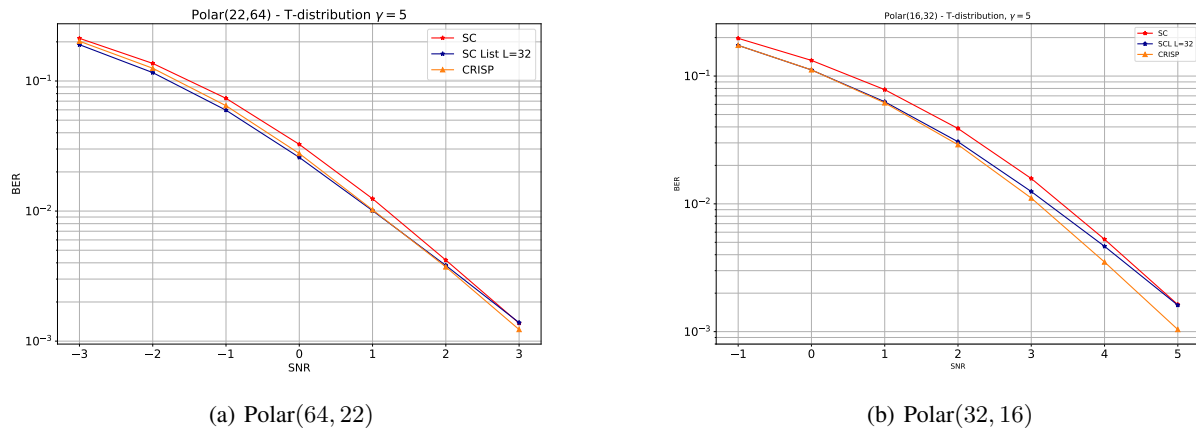 Polar(22,64) - T-distribution γ = 5
SC
SC List L=32
CRISP
10⁻¹
10⁻²
10⁻³
BER
−3 −2 −1 0 1 2 3
SNR
(a) Polar(64, 22)
Polar(16,32) - T-distribution, γ = 5
SC
SCL L=32
CRISP
10⁻¹
10⁻²
10⁻³
BER
−1 0 1 2 3 4 5
SNR
(b) Polar(32, 16)